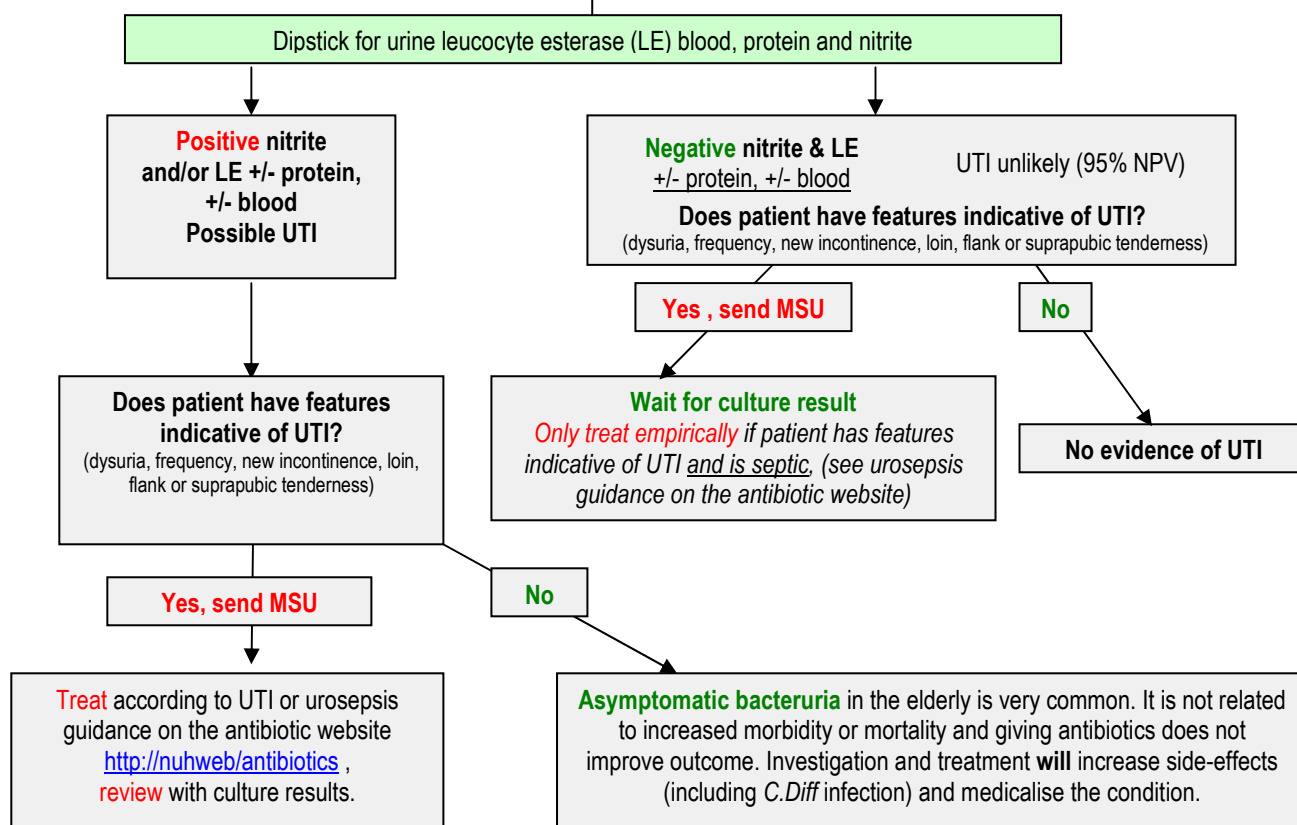 Dipstick for urine leucocyte esterase (LE) blood, protein and nitrite
Positive nitrite
and/or LE +/- protein,
+/- blood
Possible UTI
Negative nitrite & LE
+/- protein, +/- blood
UTI unlikely (95% NPV)
Does patient have features indicative of UTI?
(dysuria, frequency, new incontinence, loin, flank or suprapubic tenderness)
Yes , send MSU
No
Does patient have features
indicative of UTI?
(dysuria, frequency, new incontinence, loin,
flank or suprapubic tenderness)
Wait for culture result
Only treat empirically if patient has features
indicative of UTI and is septic, (see urosepsis
guidance on the antibiotic website)
No evidence of UTI
Yes, send MSU
No
Treat according to UTI or urosepsis
guidance on the antibiotic website
http://nuhweb/antibiotics ,
review with culture results.
Asymptomatic bacteruria in the elderly is very common. It is not related
to increased morbidity or mortality and giving antibiotics does not
improve outcome. Investigation and treatment will increase side-effects
(including C.Diff infection) and medicalise the condition.